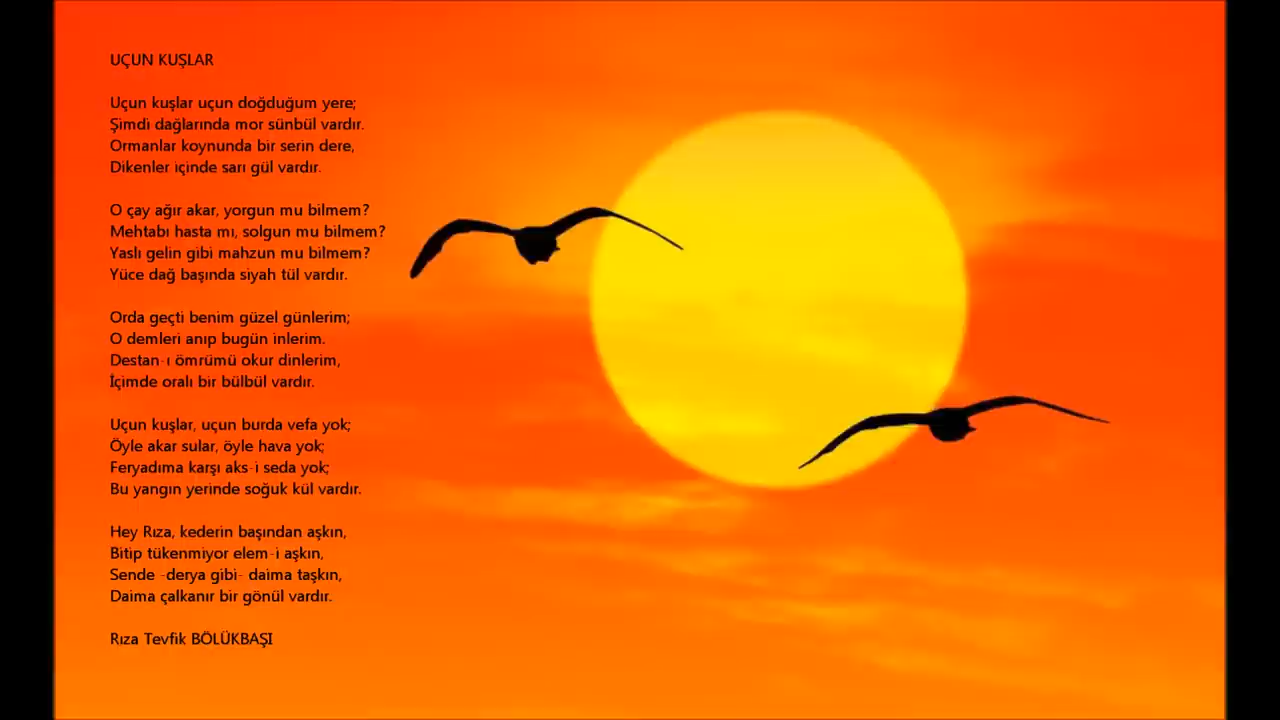 UÇUN KUŞLAR
Uçun kuşlar uçun doğduğum yere;
Şimdi dağlarında mor sünbül vardır.
Ormanlar koynunda bir serin dere,
Dikenler içinde sarı gül vardır.
O çay ağır akar, yorgun mu bilmem?
Mehtabı hasta mı, solgun mu bilmem?
Yaslı gelin gibi mahzun mu bilmem?
Yüce dağ başında siyah tül vardır.
Orda geçti benim güzel günlerim;
O demleri anıp bugün inlerim.
Destan-ı ömrümü okur dinlerim,
İçimde oralı bir bülbül vardır.
Uçun kuşlar, uçun burda vefa yok;
Öyle akar sular, öyle hava yok;
Feryadıma karşı aks-i seda yok;
Bu yangın yerinde soğuk kül vardır.
Hey Rıza, kederin başından aşkın,
Bitip tükenmiyor elem-i aşkın,
Sende -derya gibi- daima taşkın,
Daima çalkanır bir gönül vardır.
Rıza Tevfik BÖLÜKBAŞI